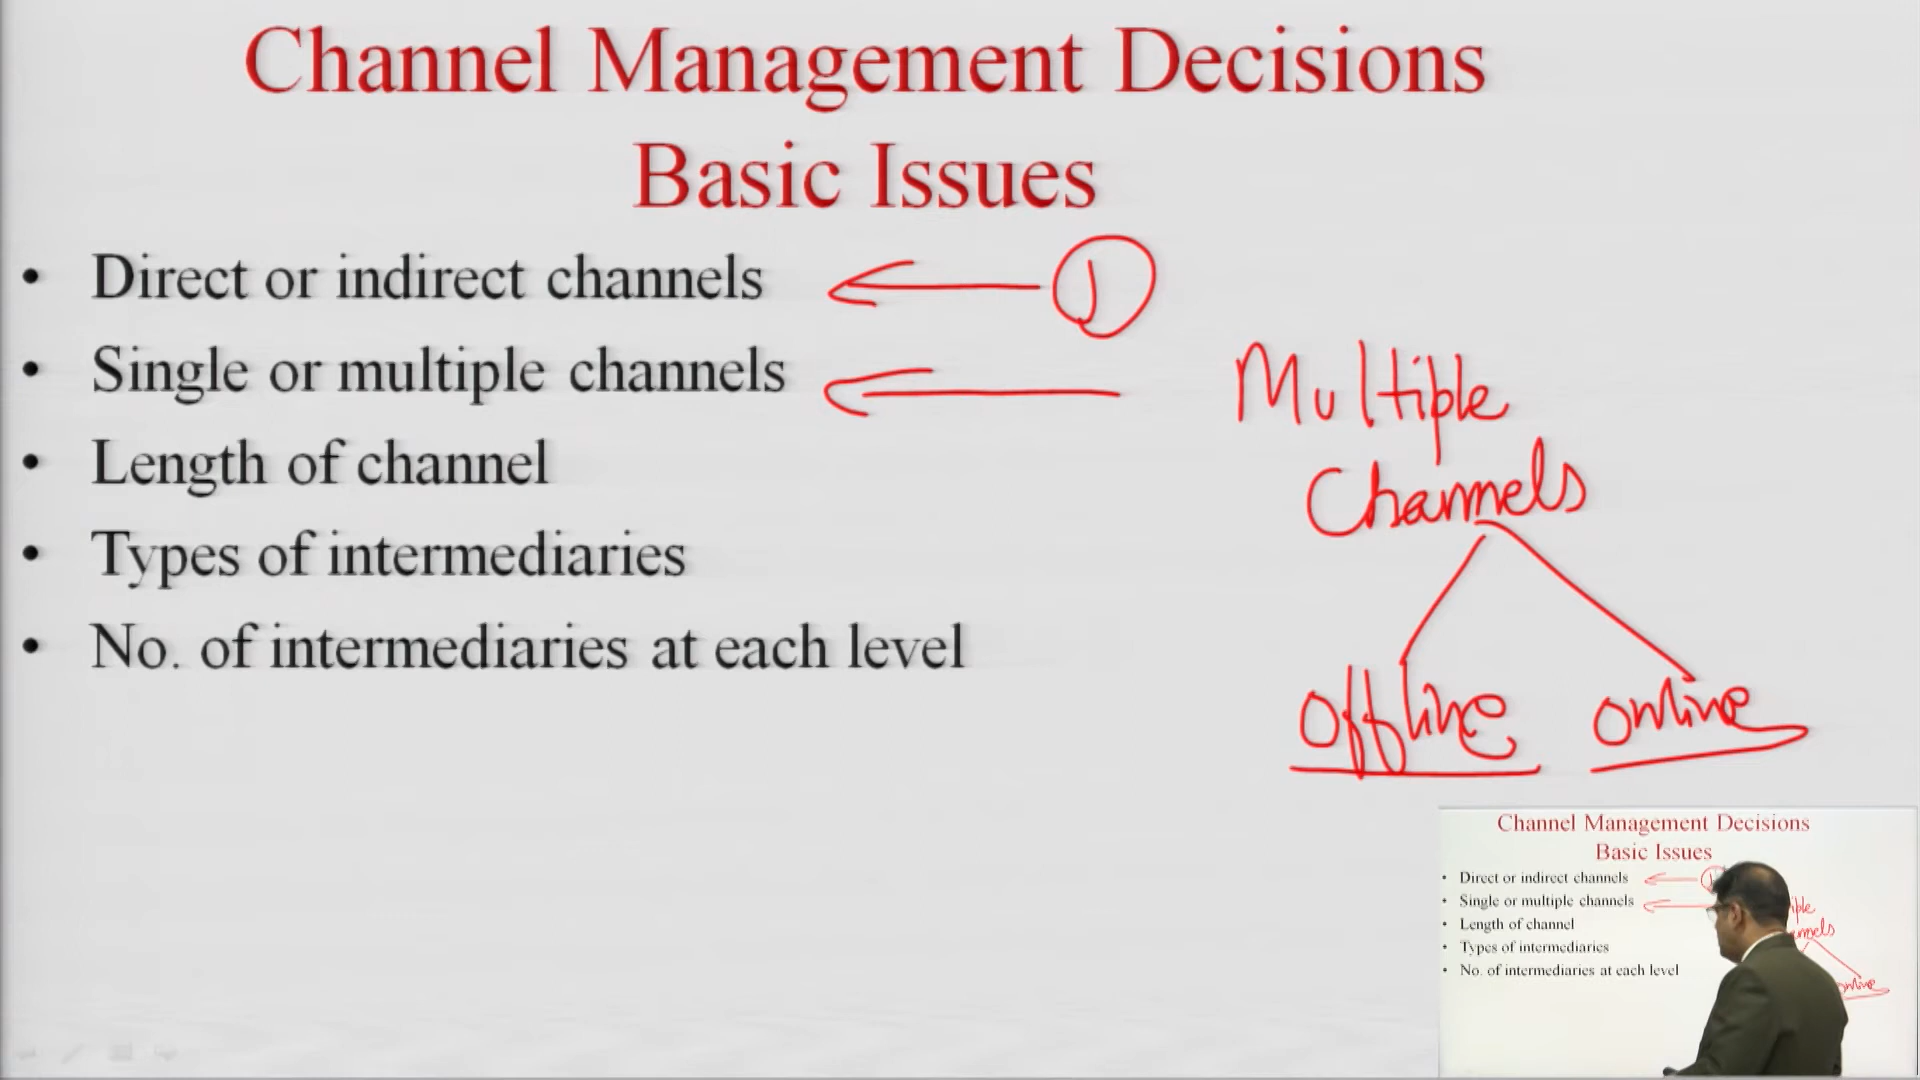 Channel Management Decisions
Basic Issues
• Direct or indirect channels
1
• Single or multiple channels
Multiple
Channels
• Length of channel
• Types of intermediaries
• No. of intermediaries at each level
offline online
Channel Management Decisions
Basic Issues
• Direct or indirect channels
• Single or multiple channels
• Length of channel
• Types of intermediaries
• No. of intermediaries at each level
online